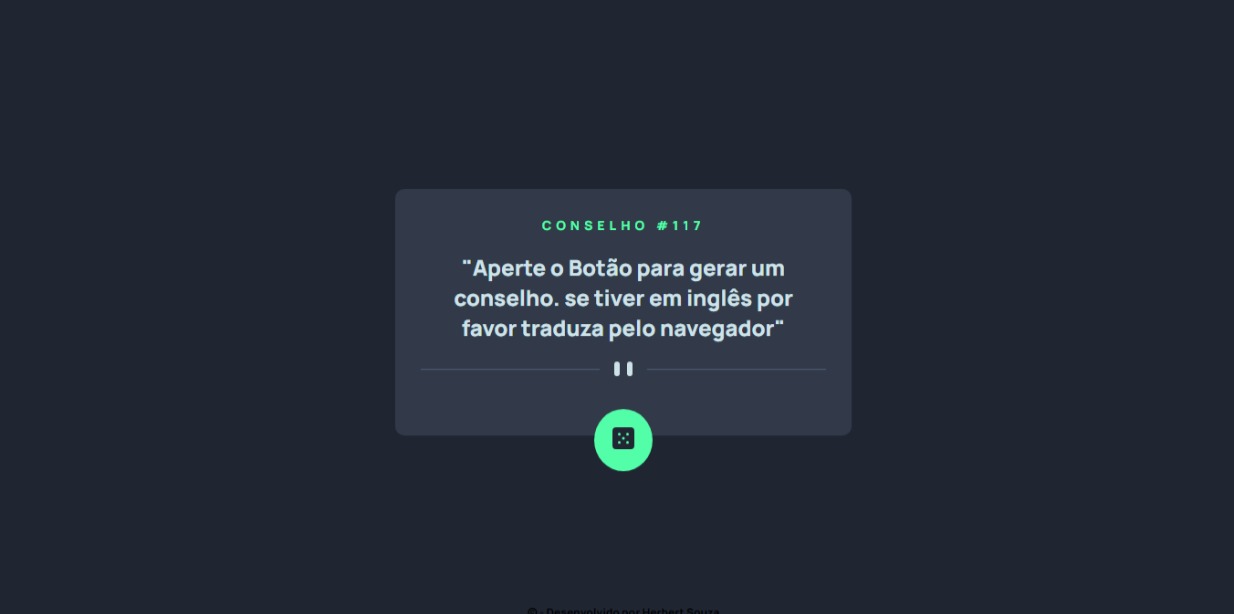 CONSELHO #117
"Aperte o Botão para gerar um
conselho. se tiver em inglês por
favor traduza pelo navegador"
© - Desenvolvido por Herbert Souza